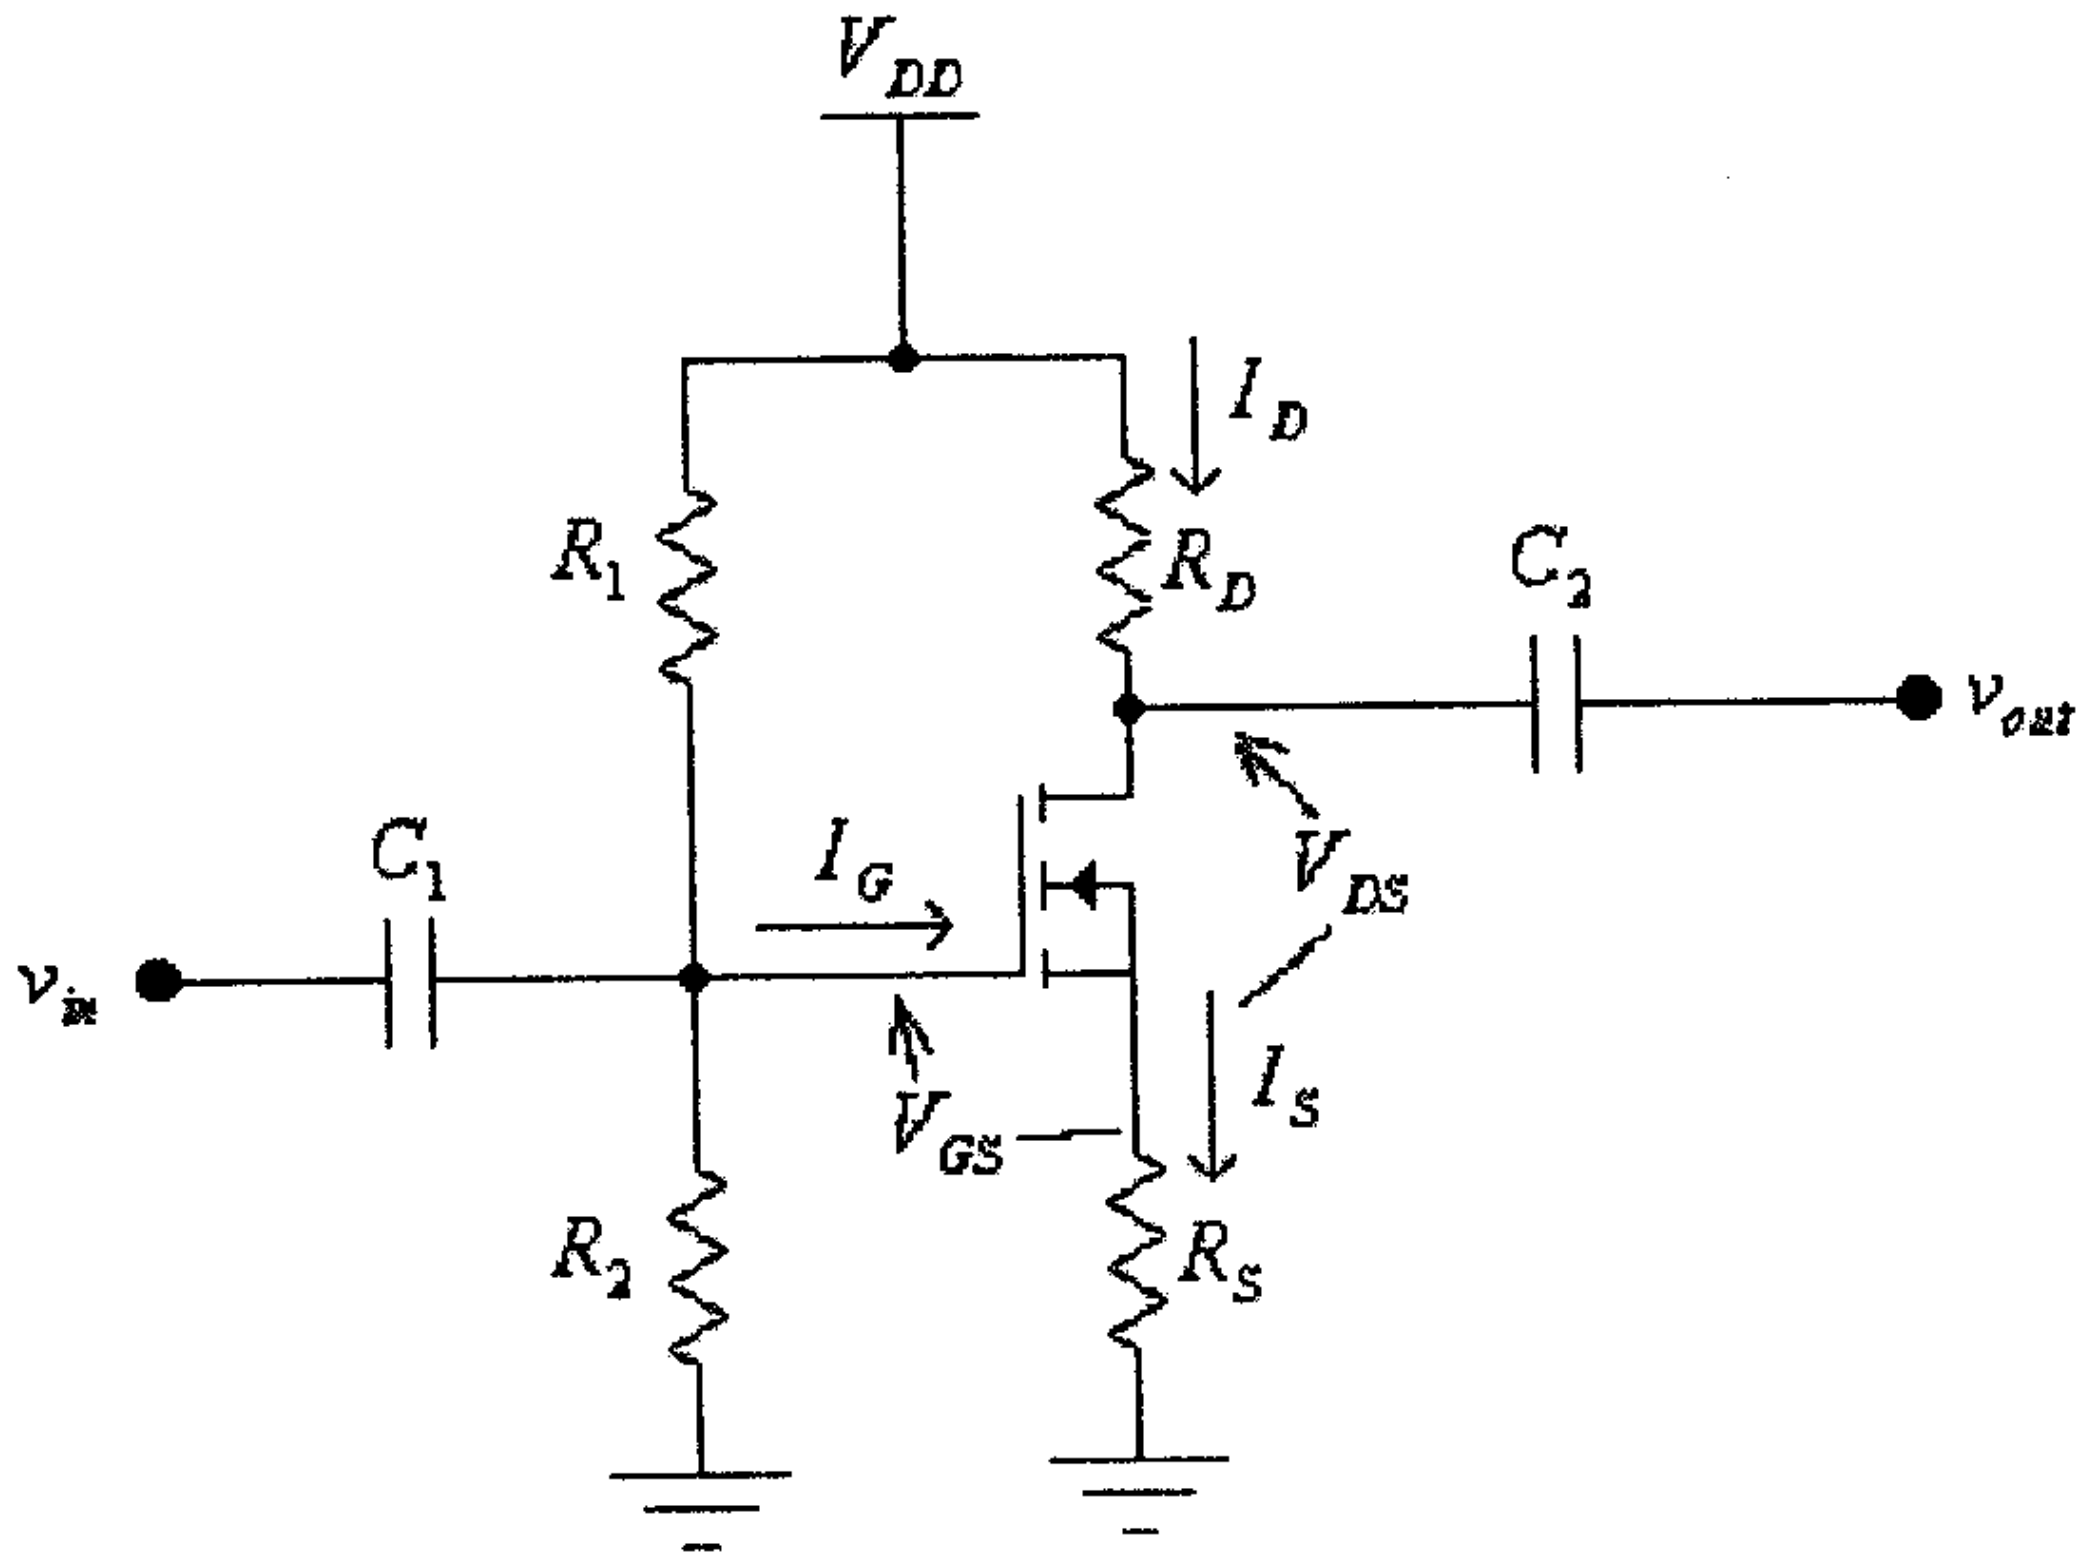 V_DD
I_D
R_1
R_D
C_2
v_out
C_1
I_G
V_DS
v_in
V_GS
I_S
R_2
R_S